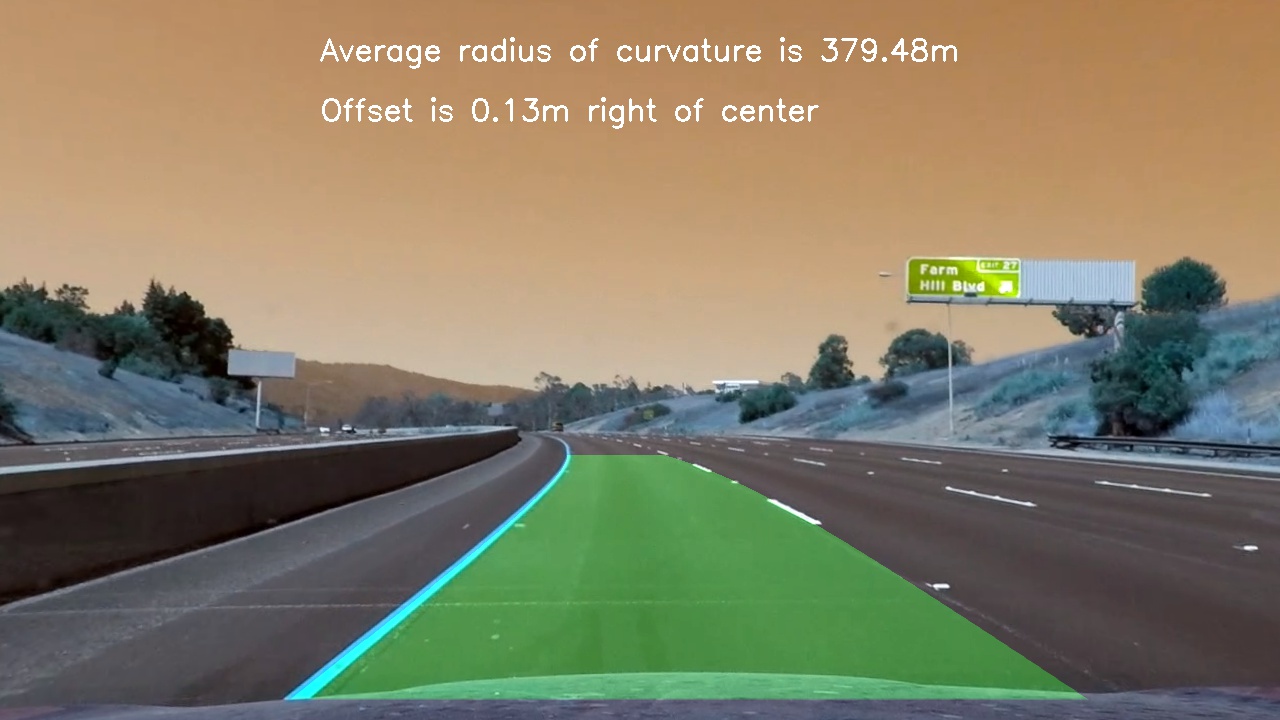 Average radius of curvature is 379.48m
Offset is 0.13m right of center
EXIT 27
Farm
Hill Blvd